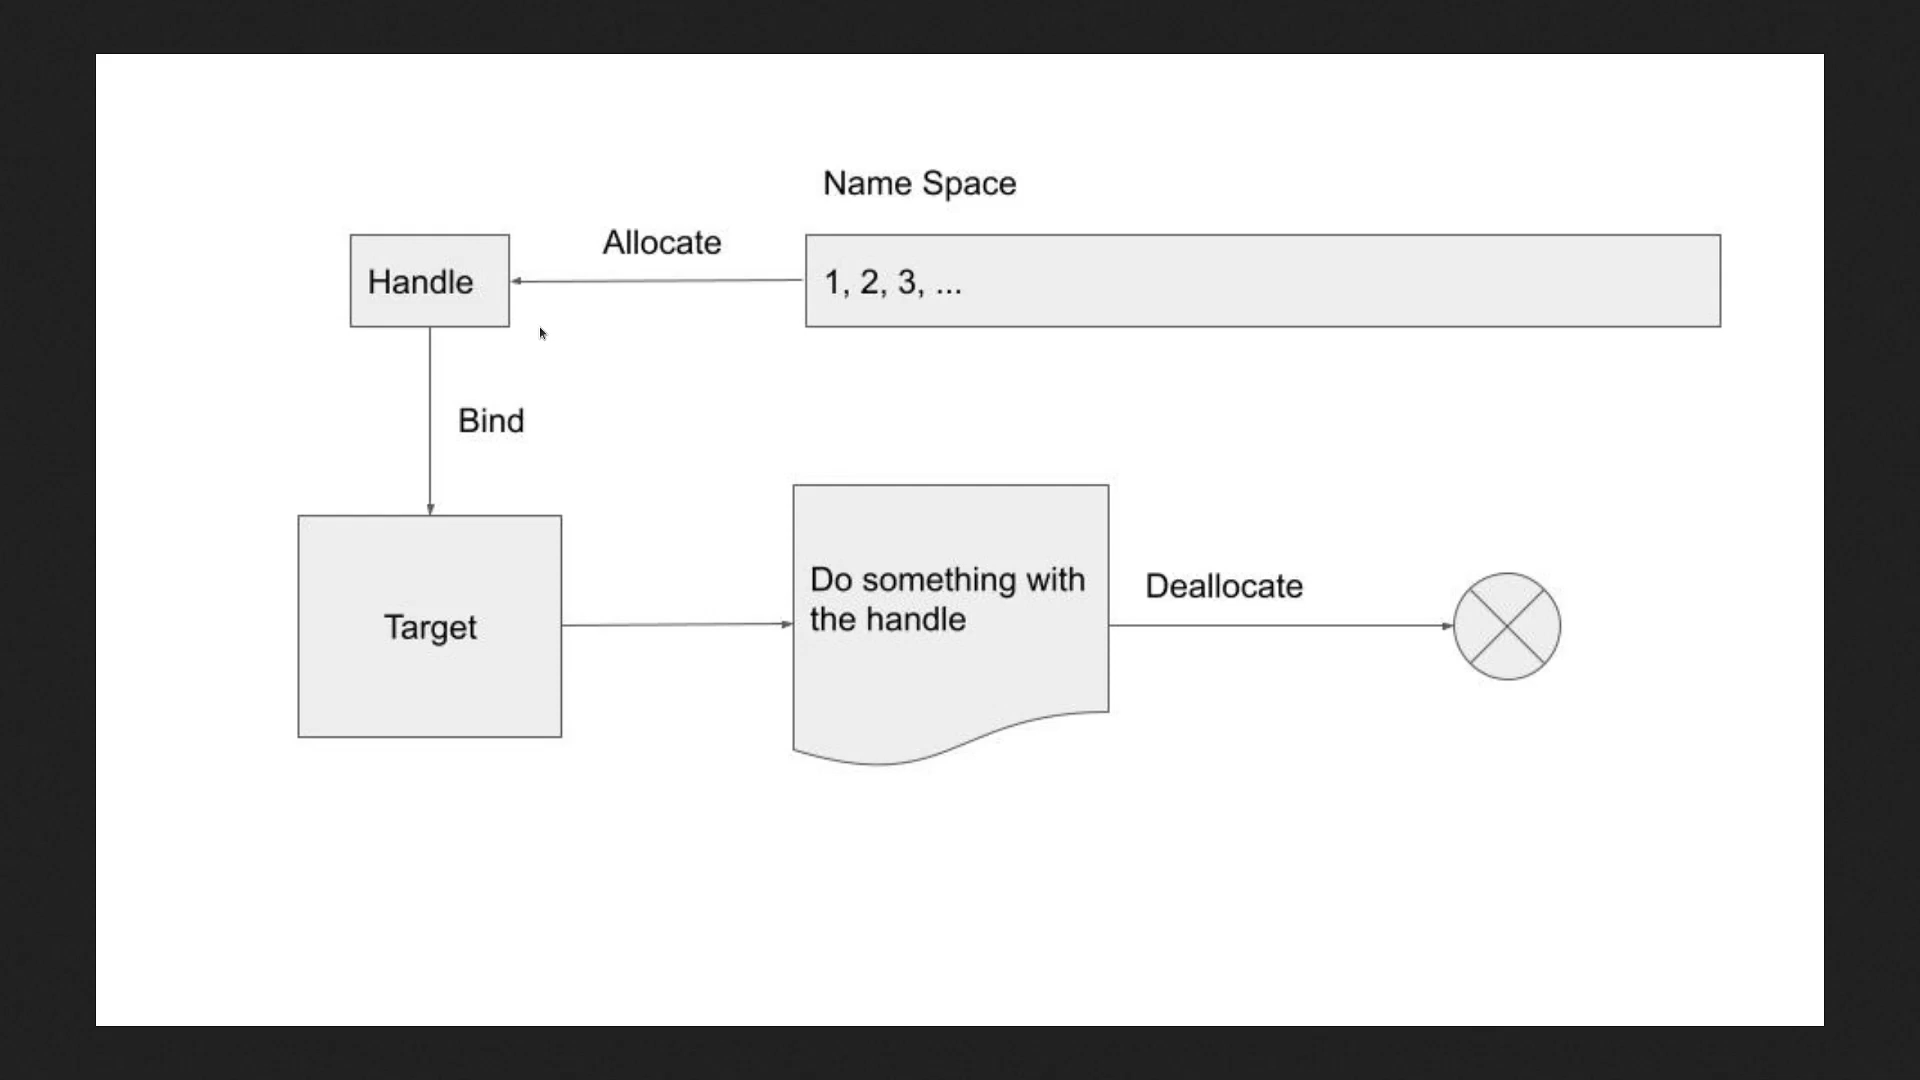 Name Space
Allocate
Handle
1, 2, 3, ...
Bind
Do something with
the handle
Deallocate
Target